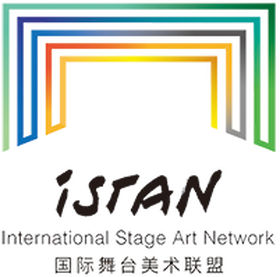 iSTAN
International Stage Art Network
国际舞台美术联盟